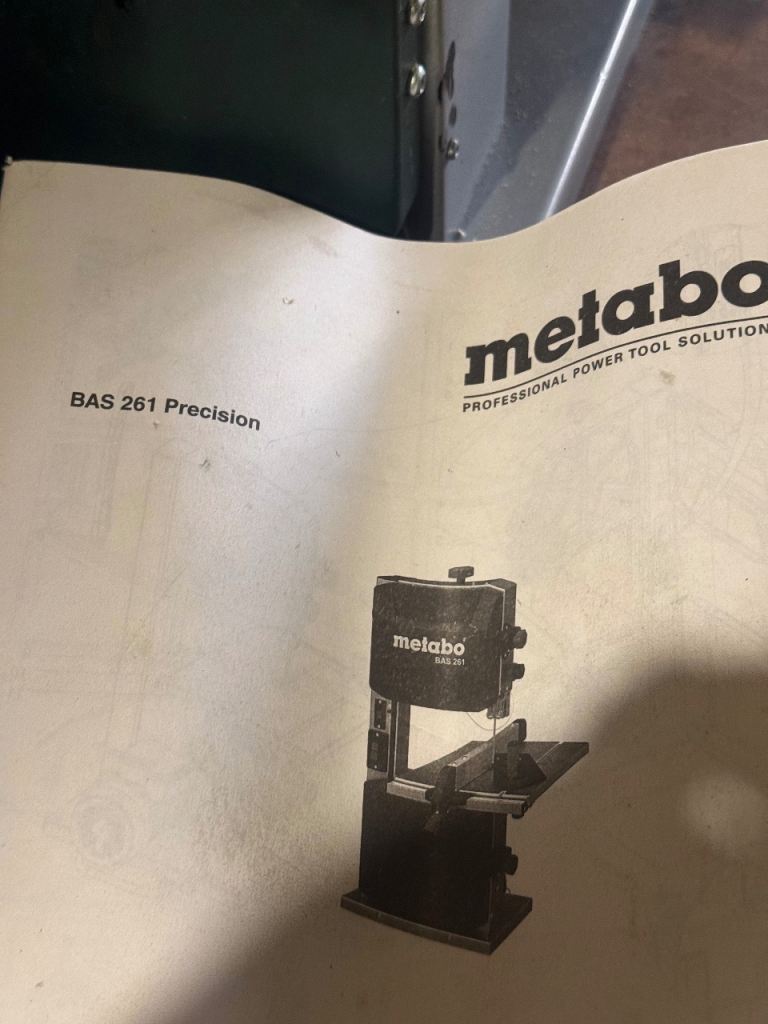 metabo
PROFESSIONAL POWER TOOL SOLUTION
BAS 261 Precision
metabo
BAS 261